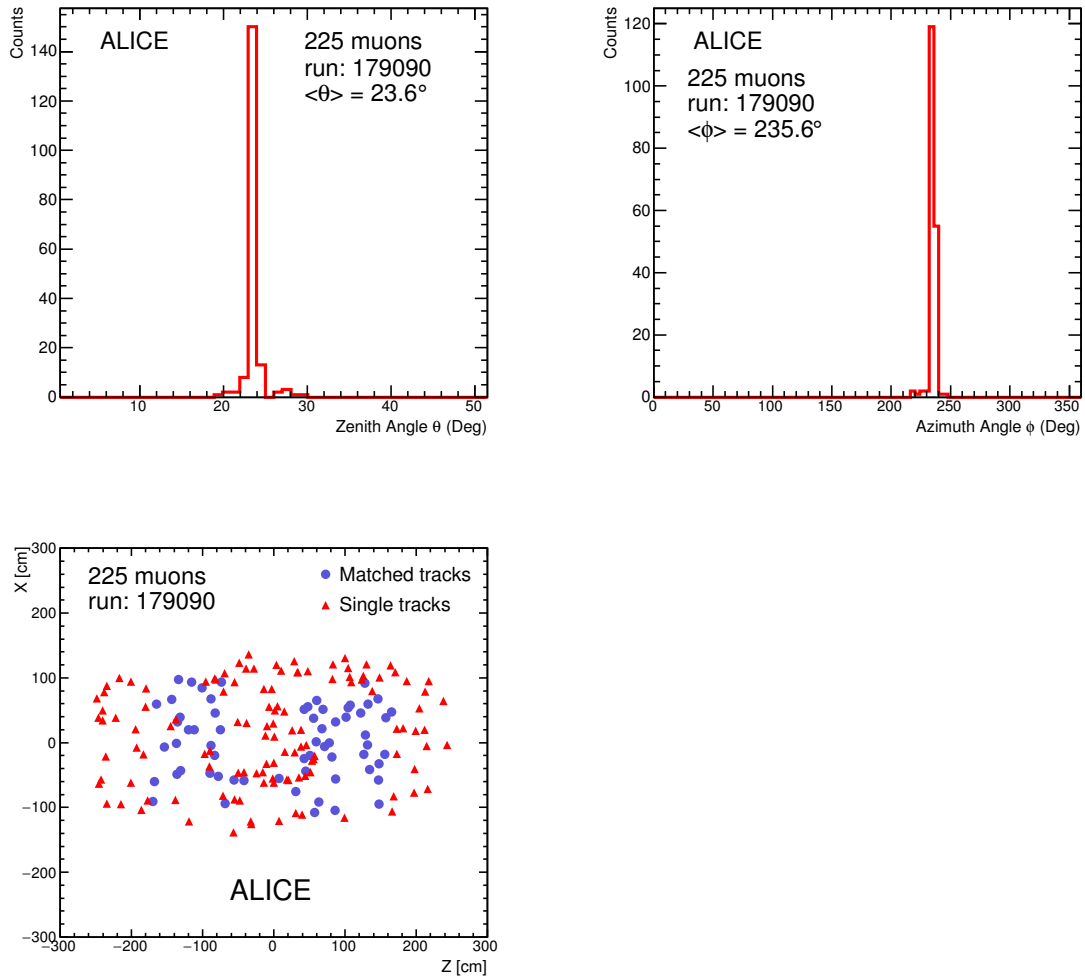 Counts
ALICE
225 muons
run: 179090
<θ> = 23.6°
140
120
100
80
60
40
20
0
10
20
30
40
50
Zenith Angle θ (Deg)
Counts
ALICE
225 muons
run: 179090
<ϕ> = 235.6°
120
100
80
60
40
20
0
0
50
100
150
200
250
300
350
Azimuth Angle ϕ (Deg)
X [cm]
300
200
100
0
−100
−200
−300
225 muons
run: 179090
Matched tracks
Single tracks
ALICE
−300
−200
−100
0
100
200
300
Z [cm]